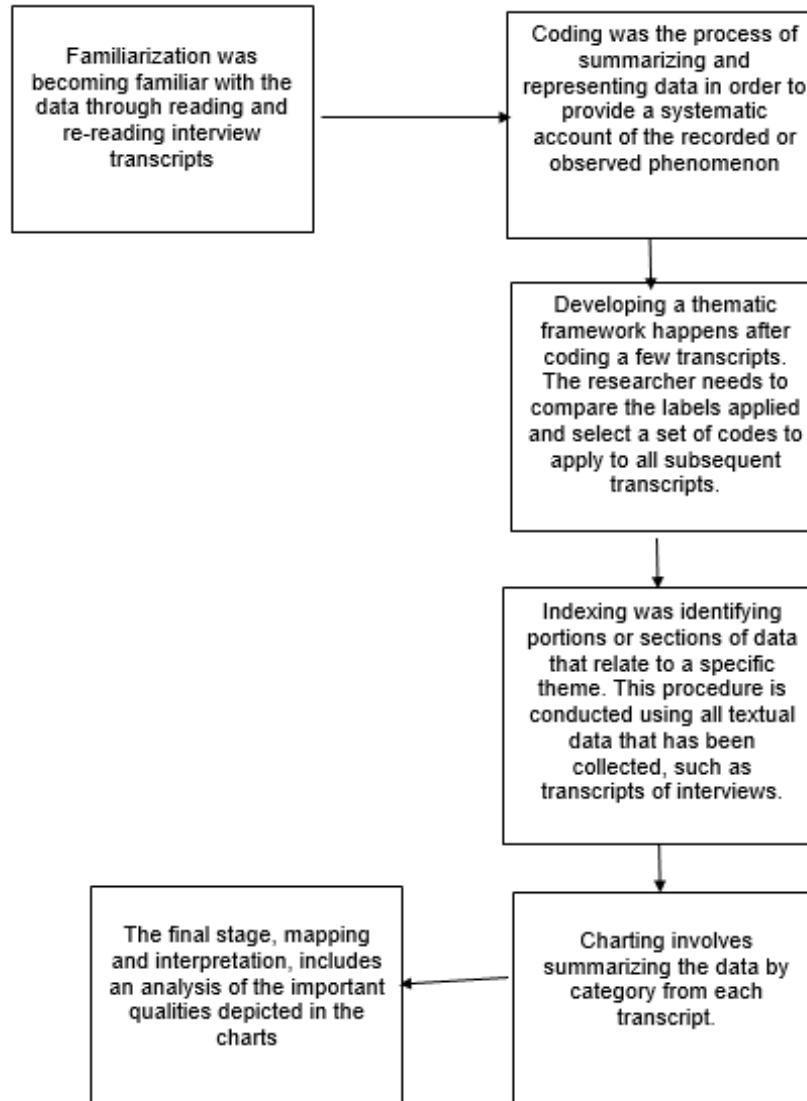 Familiarization was
becoming familiar with the
data through reading and
re-reading interview
transcripts
Coding was the process of
summarizing and
representing data in order to
provide a systematic
account of the recorded or
observed phenomenon
Developing a thematic
framework happens after
coding a few transcripts.
The researcher needs to
compare the labels applied
and select a set of codes to
apply to all subsequent
transcripts.
Indexing was identifying
portions or sections of data
that relate to a specific
theme. This procedure is
conducted using all textual
data that has been
collected, such as
transcripts of interviews.
Charting involves
summarizing the data by
category from each
transcript.
The final stage, mapping
and interpretation, includes
an analysis of the important
qualities depicted in the
charts